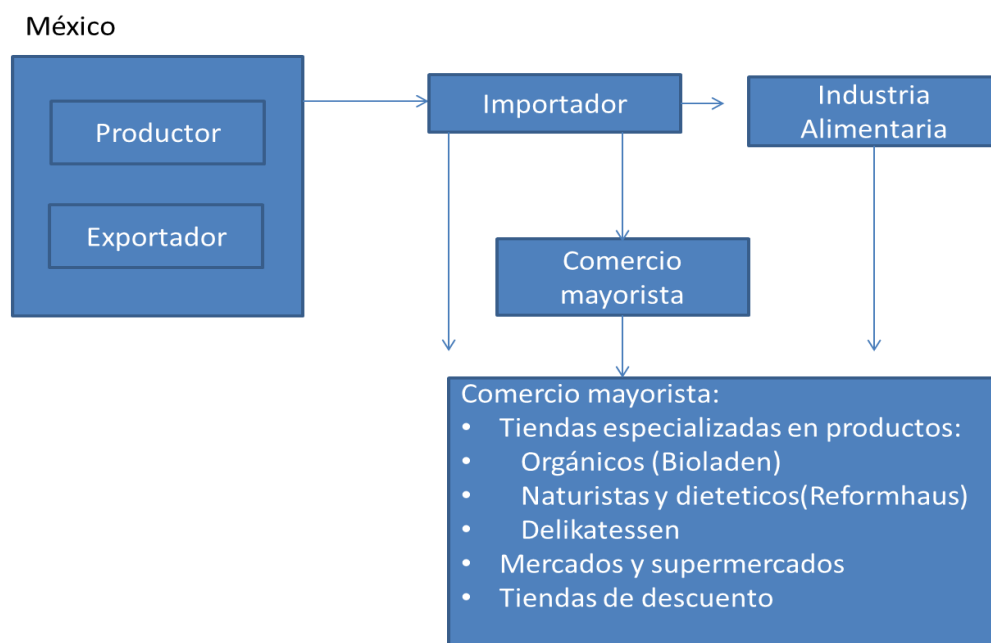 México
Productor
Exportador
Importador
Industria
Alimentaria
Comercio
mayorista
Comercio mayorista:
• Tiendas especializadas en productos:
• Orgánicos (Bioladen)
• Naturistas y dieteticos(Reformhaus)
• Delikatessen
• Mercados y supermercados
• Tiendas de descuento